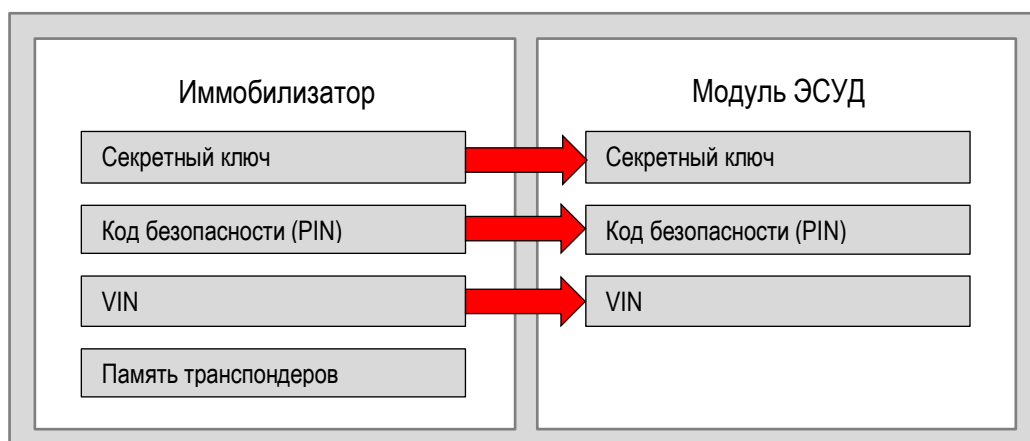 Иммобилизатор
Секретный ключ
Код безопасности (PIN)
VIN
Память транспондеров
Модуль ЭСУД
Секретный ключ
Код безопасности (PIN)
VIN